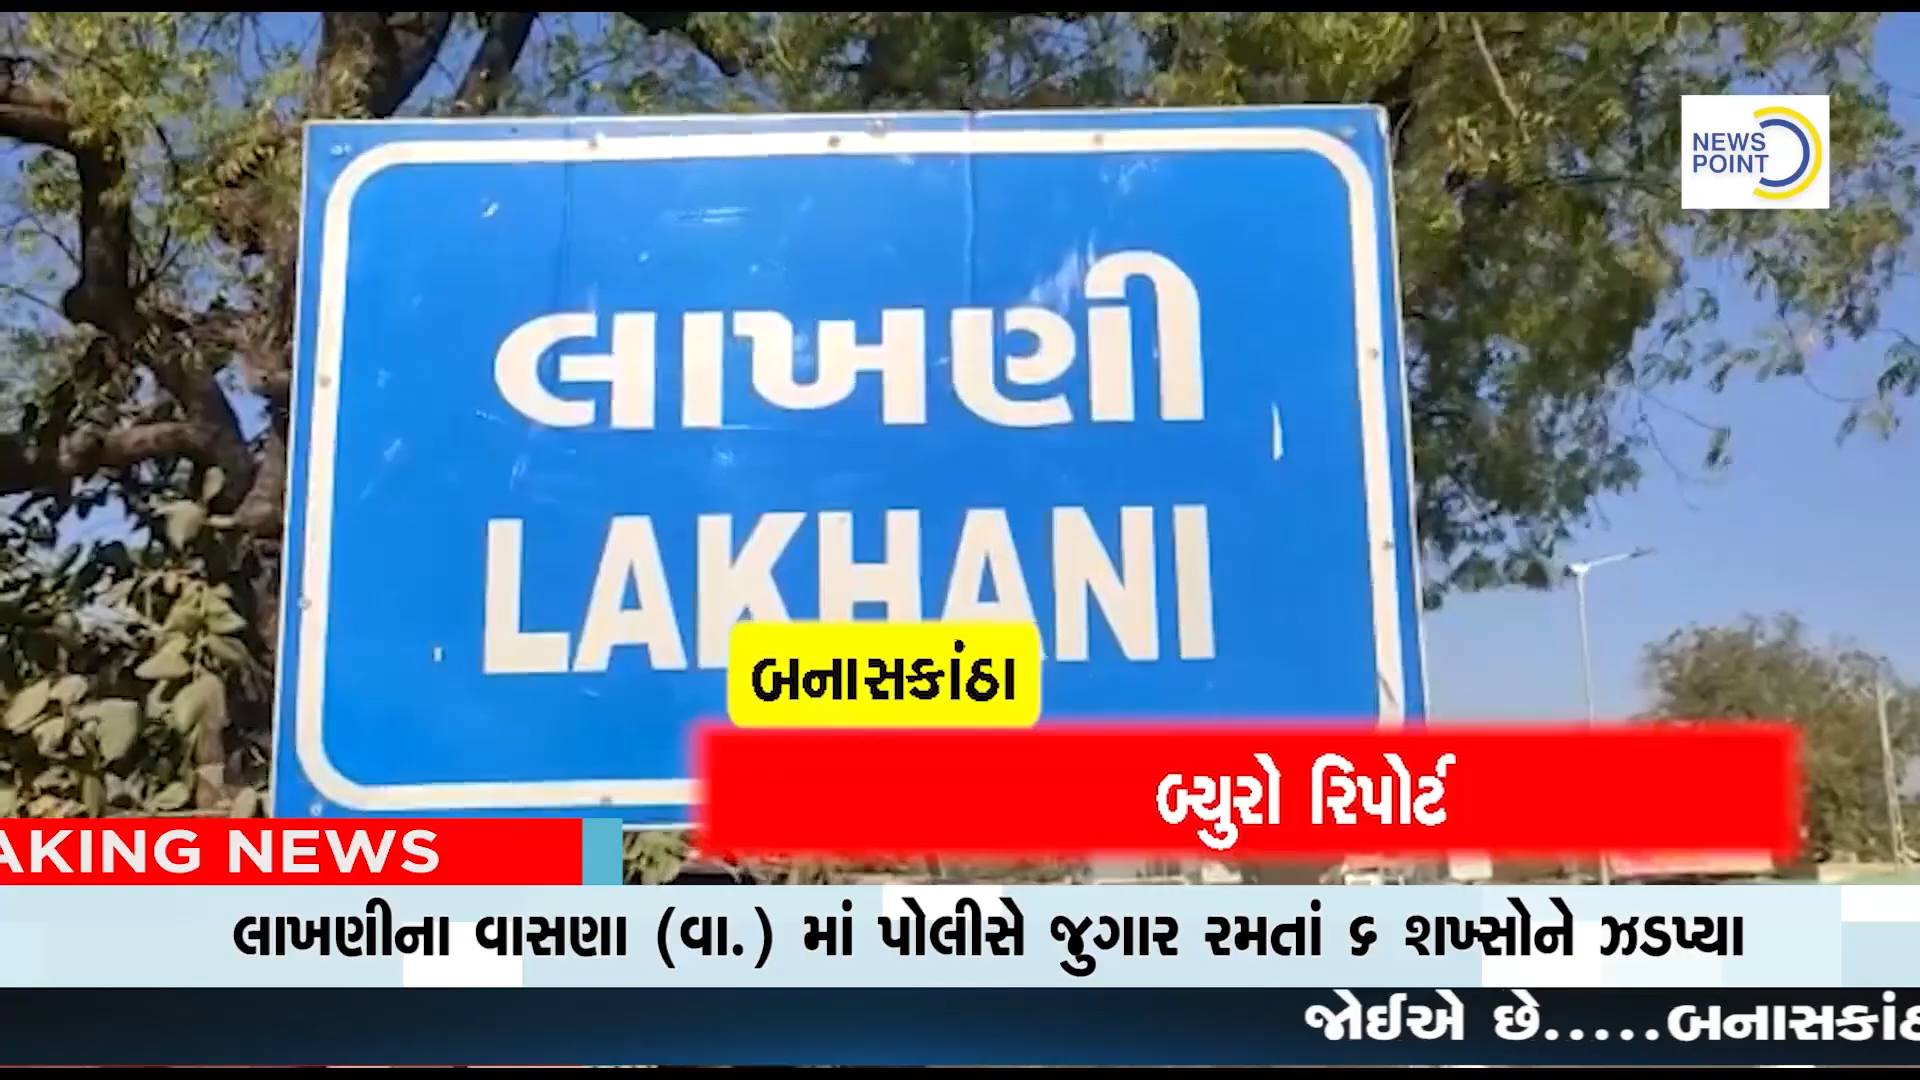 NEWS
POINT
લાખણી
LAKHANI
બનાસકાંઠા
બ્યુરો રિપોર્ટ
AKING NEWS
લાખણીના વાસણા (વા.) માં પોલીસે જુગાર રમતાં ૬ શખ્સોને ઝડપ્યા
જોઈએ છે.....બનાસકાંઠ